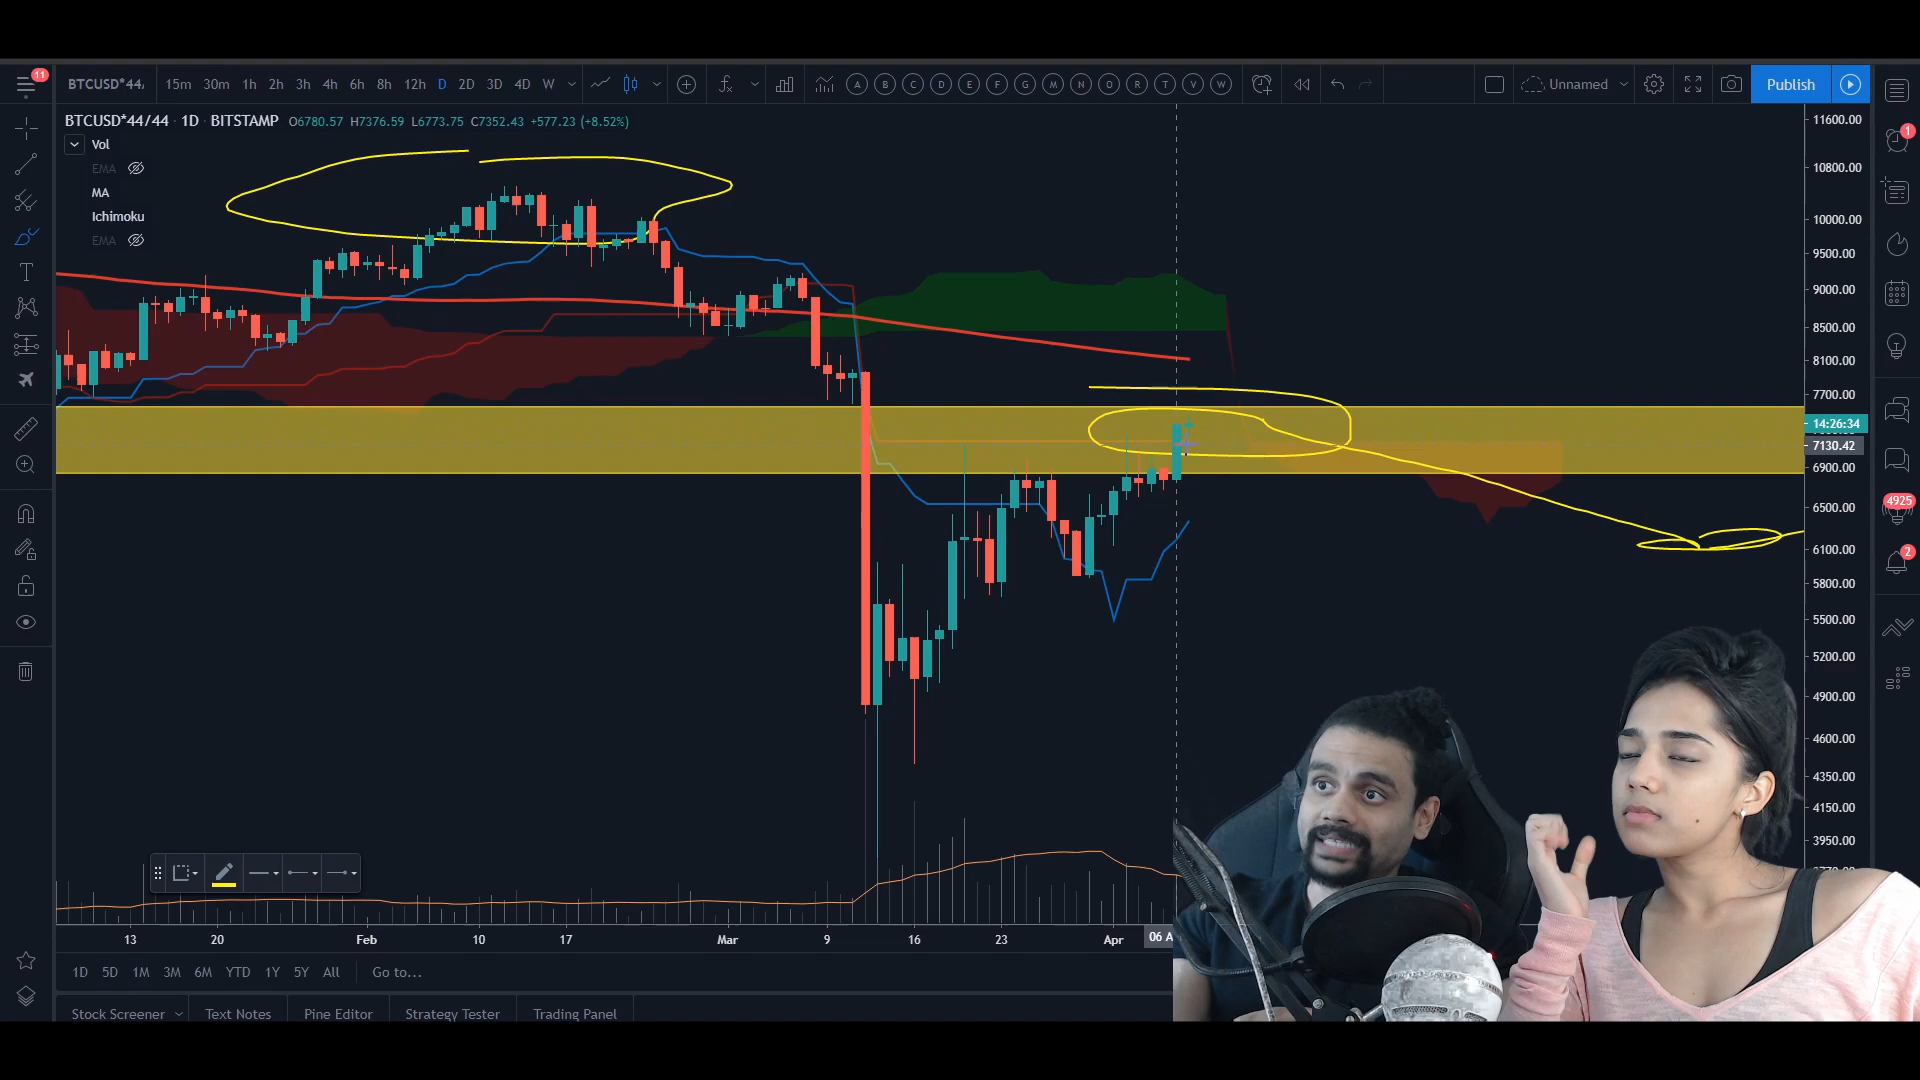 11
BTCUSD*44/ 15m 30m 1h 2h 3h 4h 6h 8h 12h D 2D 3D 4D W A B C D E F G M N O R T V W Unnamed Publish
BTCUSD*44/44 · 1D · BITSTAMP O6780.57 H7376.59 L6773.75 C7352.43 +577.23 (+8.52%)
Vol
EMA
MA
Ichimoku
EMA
11600.00
10800.00
10000.00
9500.00
9000.00
8500.00
8100.00
7700.00
14:26:34
7130.42
6900.00
6500.00
6100.00
5800.00
5500.00
5200.00
4900.00
4600.00
4350.00
4150.00
3950.00
1
4925
2
13 20 Feb 10 17 Mar 9 16 23 Apr 06 A
1D 5D 1M 3M 6M YTD 1Y 5Y All Go to...
Stock Screener Text Notes Pine Editor Strategy Tester Trading Panel